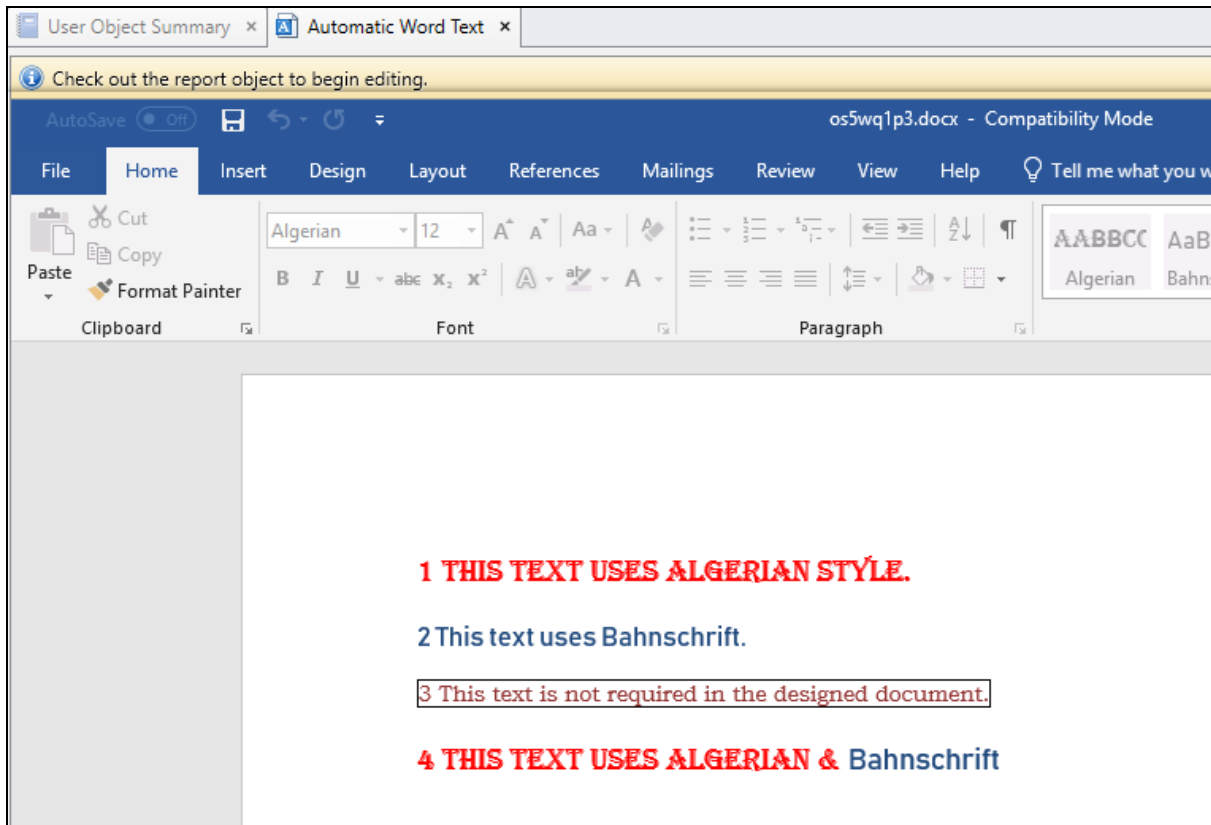 User Object Summary × Automatic Word Text ×
Check out the report object to begin editing.
AutoSave Off os5wq1p3.docx - Compatibility Mode
File Home Insert Design Layout References Mailings Review View Help Tell me what you w
Cut
Copy
Paste
Format Painter
Clipboard
Algerian 12 A A Aa
B I U abc x₂ x² A ab A
Font
Paragraph
AABBCC AaB
Algerian Bahns
1 THIS TEXT USES ALGERIAN STYLE.
2 This text uses Bahnschrift.
3 This text is not required in the designed document.
4 THIS TEXT USES ALGERIAN & Bahnschrift